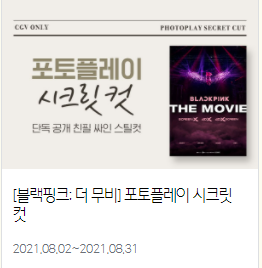 CGV ONLY
PHOTOPLAY SECRET CUT
포토플레이
시크릿 컷
단독 공개 친필 싸인 스틸컷
BLACKPINK
THE MOVIE
[블랙핑크: 더 무비] 포토플레이 시크릿
컷
2021.08.02~2021.08.31